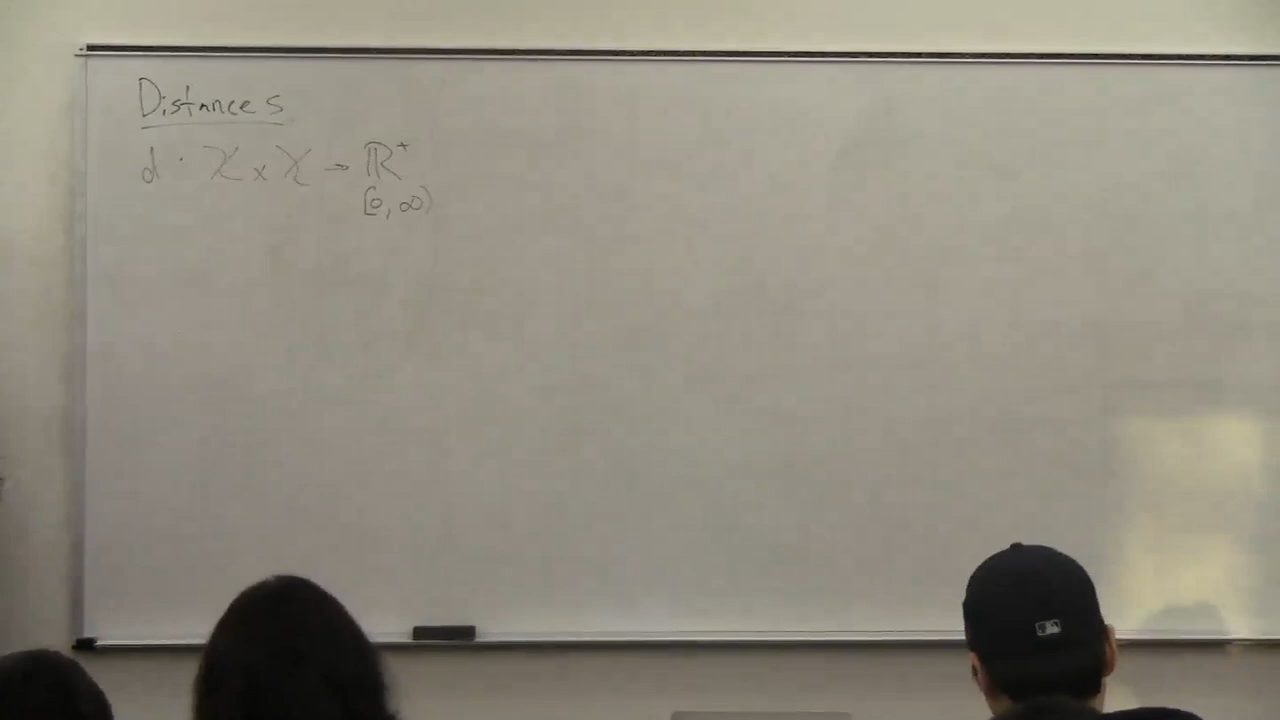 Distances
d : X × X → ℝ⁺
[0, ∞)